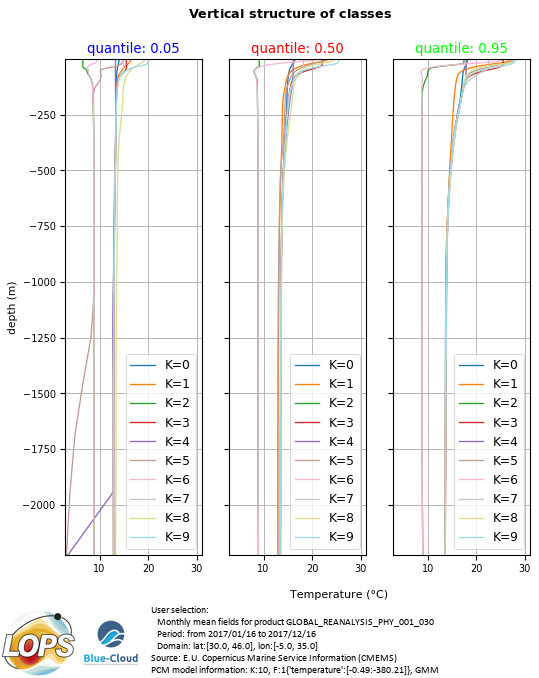 Vertical structure of classes
quantile: 0.05 quantile: 0.50 quantile: 0.95
depth (m)
−250
−500
−750
−1000
−1250
−1500
−1750
−2000
K=0 K=0 K=0
K=1 K=1 K=1
K=2 K=2 K=2
K=3 K=3 K=3
K=4 K=4 K=4
K=5 K=5 K=5
K=6 K=6 K=6
K=7 K=7 K=7
K=8 K=8 K=8
K=9 K=9 K=9
10 20 30 10 20 30 10 20 30
Temperature (°C)
LOPS
Blue-Cloud
User selection:
Monthly mean fields for product GLOBAL_REANALYSIS_PHY_001_030
Period: from 2017/01/16 to 2017/12/16
Domain: lat:[30.0, 46.0], lon:[-5.0, 35.0]
Source: E.U. Copernicus Marine Service Information (CMEMS)
PCM model information: K:10, F:1{'temperature':[-0.49:-380.21]}, GMM